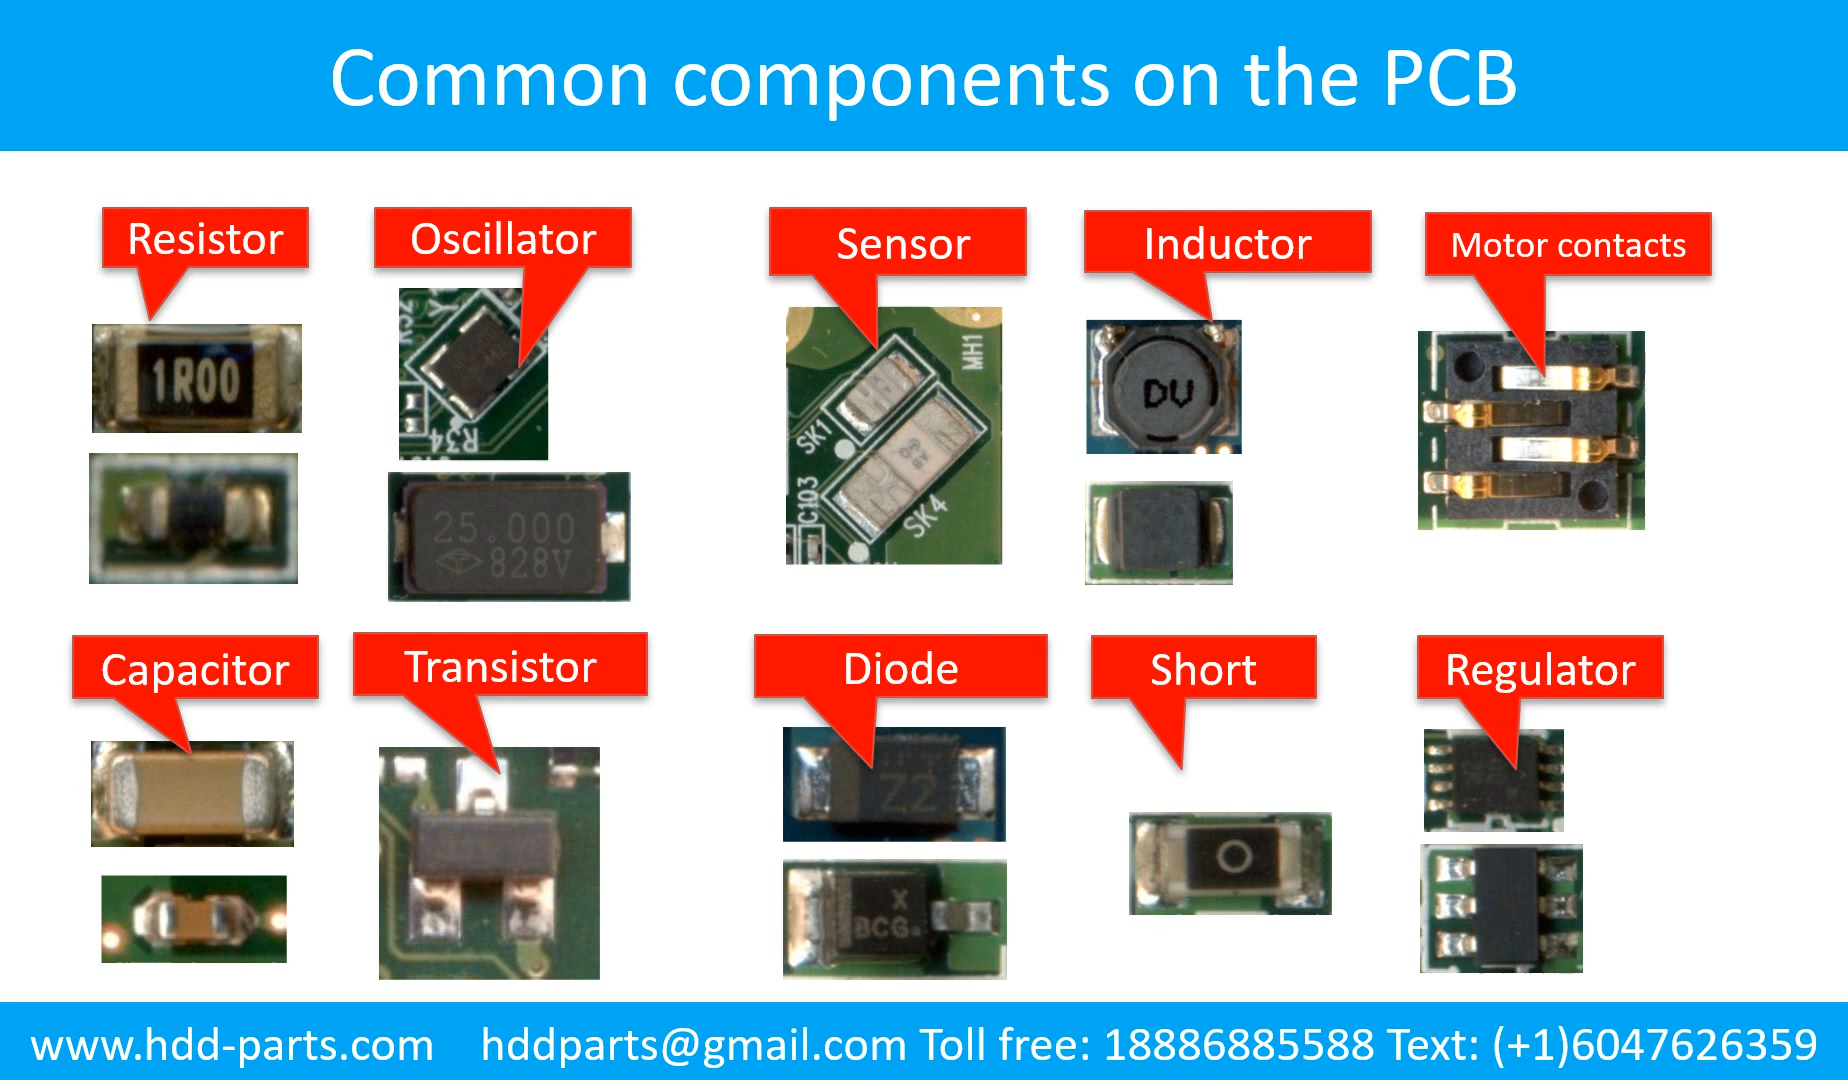 Common components on the PCB
Resistor
Oscillator
Sensor
Inductor
Motor contacts
1R00
R34
25.000
828V
MH1
SK1
C103
SK4
DV
Capacitor
Transistor
Diode
Short
Regulator
Z2
X
BCG.
O
www.hdd-parts.com hddparts@gmail.com Toll free: 18886885588 Text: (+1)6047626359